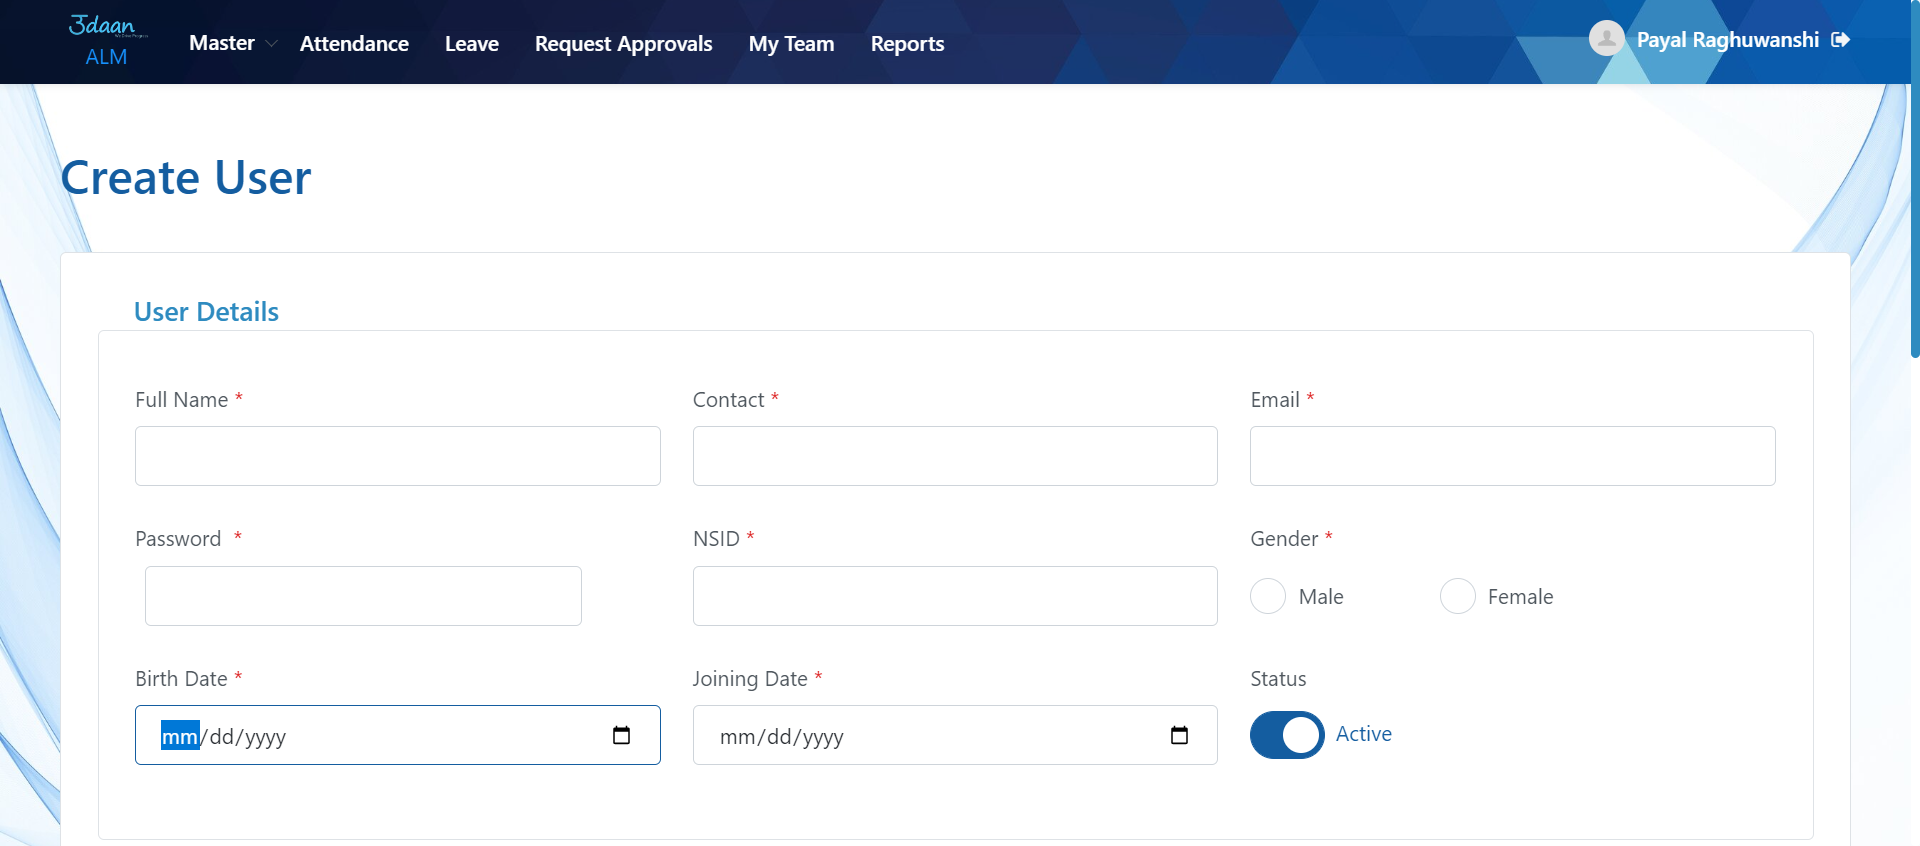 उdaan
ALM
Master
Attendance
Leave
Request Approvals
My Team
Reports
Payal Raghuwanshi
Create User
User Details
Full Name *
Contact *
Email *
Password *
NSID *
Gender *
Male
Female
Birth Date *
Joining Date *
Status
mm/dd/yyyy
mm/dd/yyyy
Active